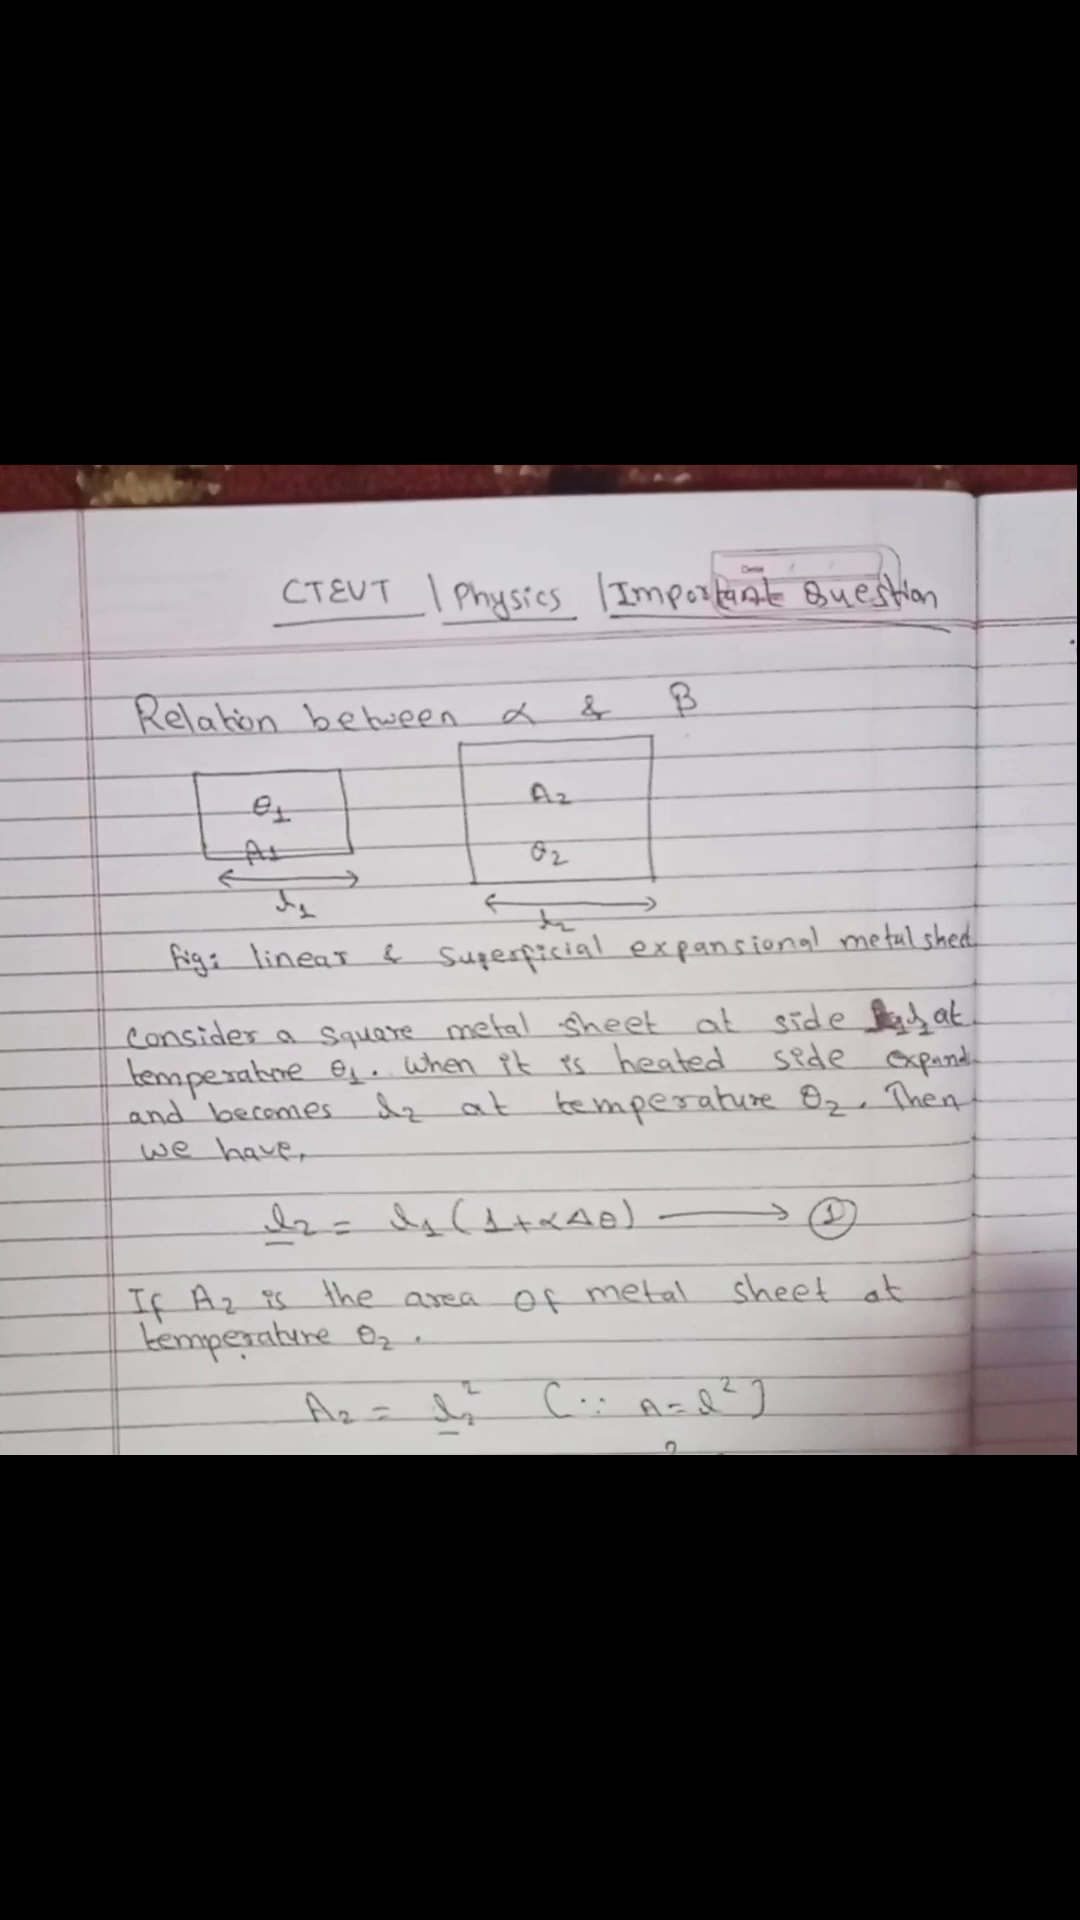 CTEVT | Physics | Important Question
Relation between α & β
θ1
A1
l1
A2
θ2
l2
fig: linear & Superficial expansional metal shed
Consider a square metal sheet at side l1 at
temperature θ1. When it is heated side expand
and becomes l2 at temperature θ2. Then
we have,
l2 = l1 (1+αΔθ) ⟶ ①
If A2 is the area of metal sheet at
temperature θ2.
A2 = l2² [∵ A=l²]